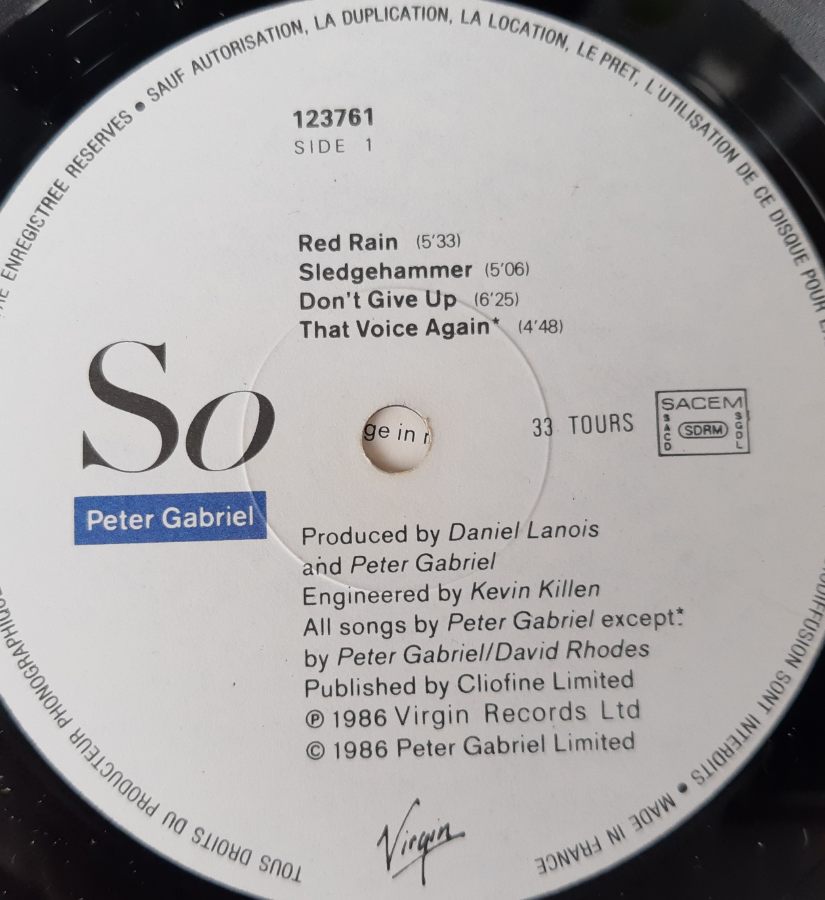 123761
SIDE 1
Red Rain (5'33)
Sledgehammer (5'06)
Don't Give Up (6'25)
That Voice Again* (4'48)
So
Peter Gabriel
ge in
33 TOURS
SACEM
SACD
SDRM
SGDL
Produced by Daniel Lanois
and Peter Gabriel
Engineered by Kevin Killen
All songs by Peter Gabriel except:*
by Peter Gabriel/David Rhodes
Published by Cliofine Limited
℗ 1986 Virgin Records Ltd
© 1986 Peter Gabriel Limited
Virgin
TOUS DROITS DU PRODUCTEUR PHONOGRAPHIQUE
ENREGISTREE RESERVES • SAUF AUTORISATION, LA DUPLICATION, LA LOCATION, LE PRET, L'UTILISATION DE CE DISQUE POUR
SONT INTERDITS • MADE IN FRANCE